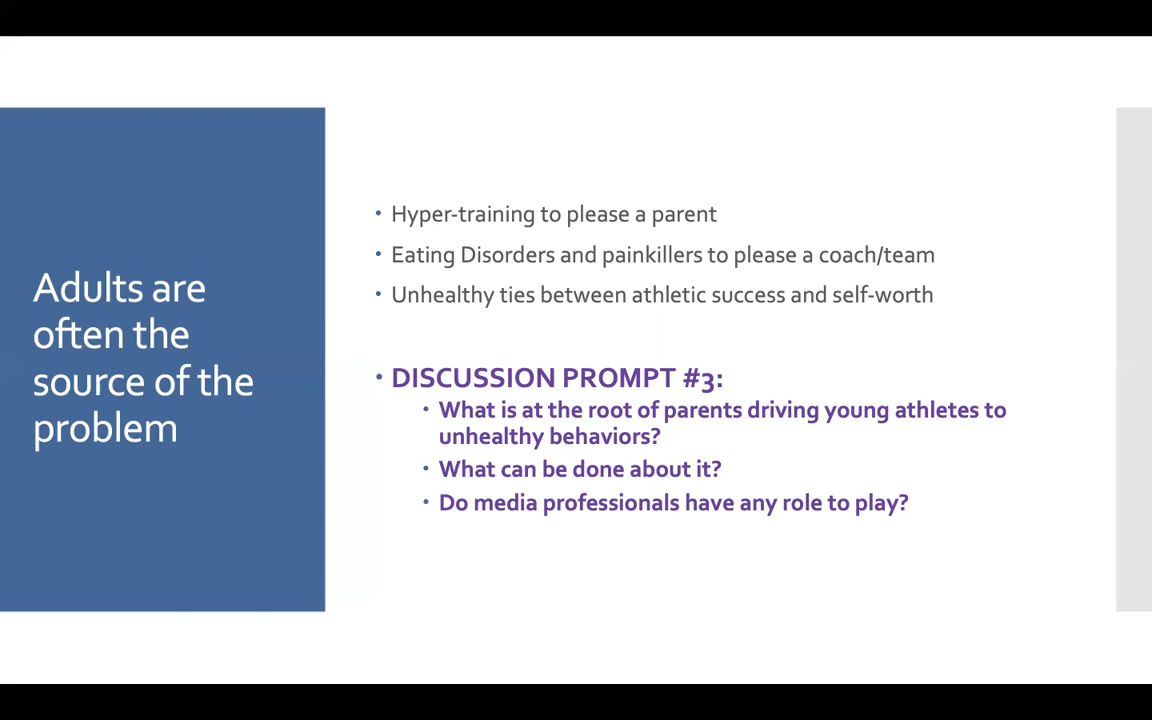 Adults are
often the
source of the
problem
• Hyper-training to please a parent
• Eating Disorders and painkillers to please a coach/team
• Unhealthy ties between athletic success and self-worth
• DISCUSSION PROMPT #3:
• What is at the root of parents driving young athletes to
unhealthy behaviors?
• What can be done about it?
• Do media professionals have any role to play?